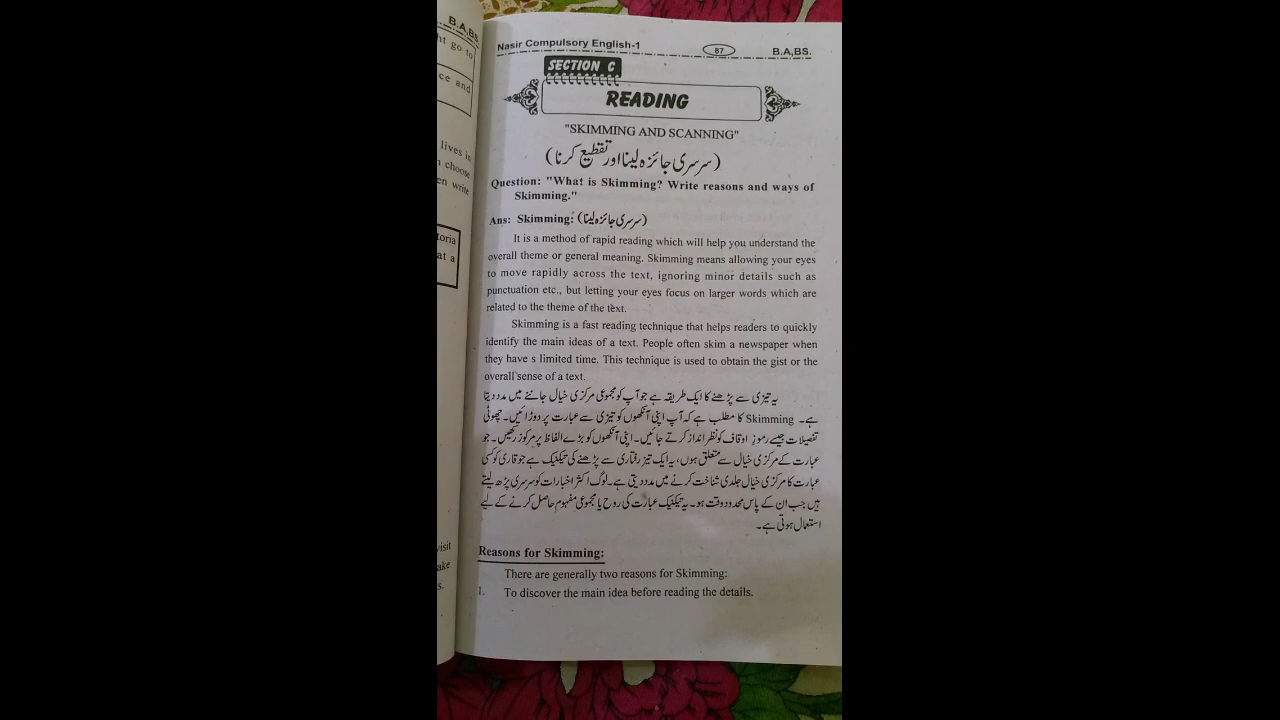 B.A,BS
ht go to
ce and
lives in
choose
en write
toria
at a
visit
ake
s.
Nasir Compulsory English-1 67 B.A,BS.
SECTION C
READING
"SKIMMING AND SCANNING"
(سرسری جائزہ لینا اور تقطیع کرنا)
Question: "What is Skimming? Write reasons and ways of
Skimming."
Ans: Skimming: (سرسری جائزہ لینا)
It is a method of rapid reading which will help you understand the
overall theme or general meaning. Skimming means allowing your eyes
to move rapidly across the text, ignoring minor details such as
punctuation etc., but letting your eyes focus on larger words which are
related to the theme of the text.
Skimming is a fast reading technique that helps readers to quickly
identify the main ideas of a text. People often skim a newspaper when
they have s limited time. This technique is used to obtain the gist or the
overall sense of a text.
یہ تیزی سے پڑھنے کا ایک طریقہ ہے جو آپ کو مجموعی مرکزی خیال جاننے میں مدد دیتا
ہے۔ Skimming کا مطلب ہے کہ آپ اپنی آنکھوں کو تیزی سے عبارت پر دوڑائیں۔ چھوٹی
تفصیلات جیسے رموز اوقاف کو نظر انداز کرتے جائیں۔ اپنی آنکھوں کو بڑے الفاظ پر مرکوز رکھیں۔ جو
عبارت کے مرکزی خیال سے متعلق ہوں، یہ ایک تیز رفتاری سے پڑھنے کی تیکنیک ہے جو قاری کو کسی
عبارت کا مرکزی خیال جلدی شناخت کرنے میں مدد دیتی ہے۔ لوگ اکثر اخبارات کو سرسری پڑھ لیتے
ہیں جب ان کے پاس محدود وقت ہو۔ یہ تیکنیک عبارت کی روح یا مجموعی مفہوم حاصل کرنے کے لیے
استعمال ہوتی ہے۔
Reasons for Skimming:
There are generally two reasons for Skimming:
1. To discover the main idea before reading the details.